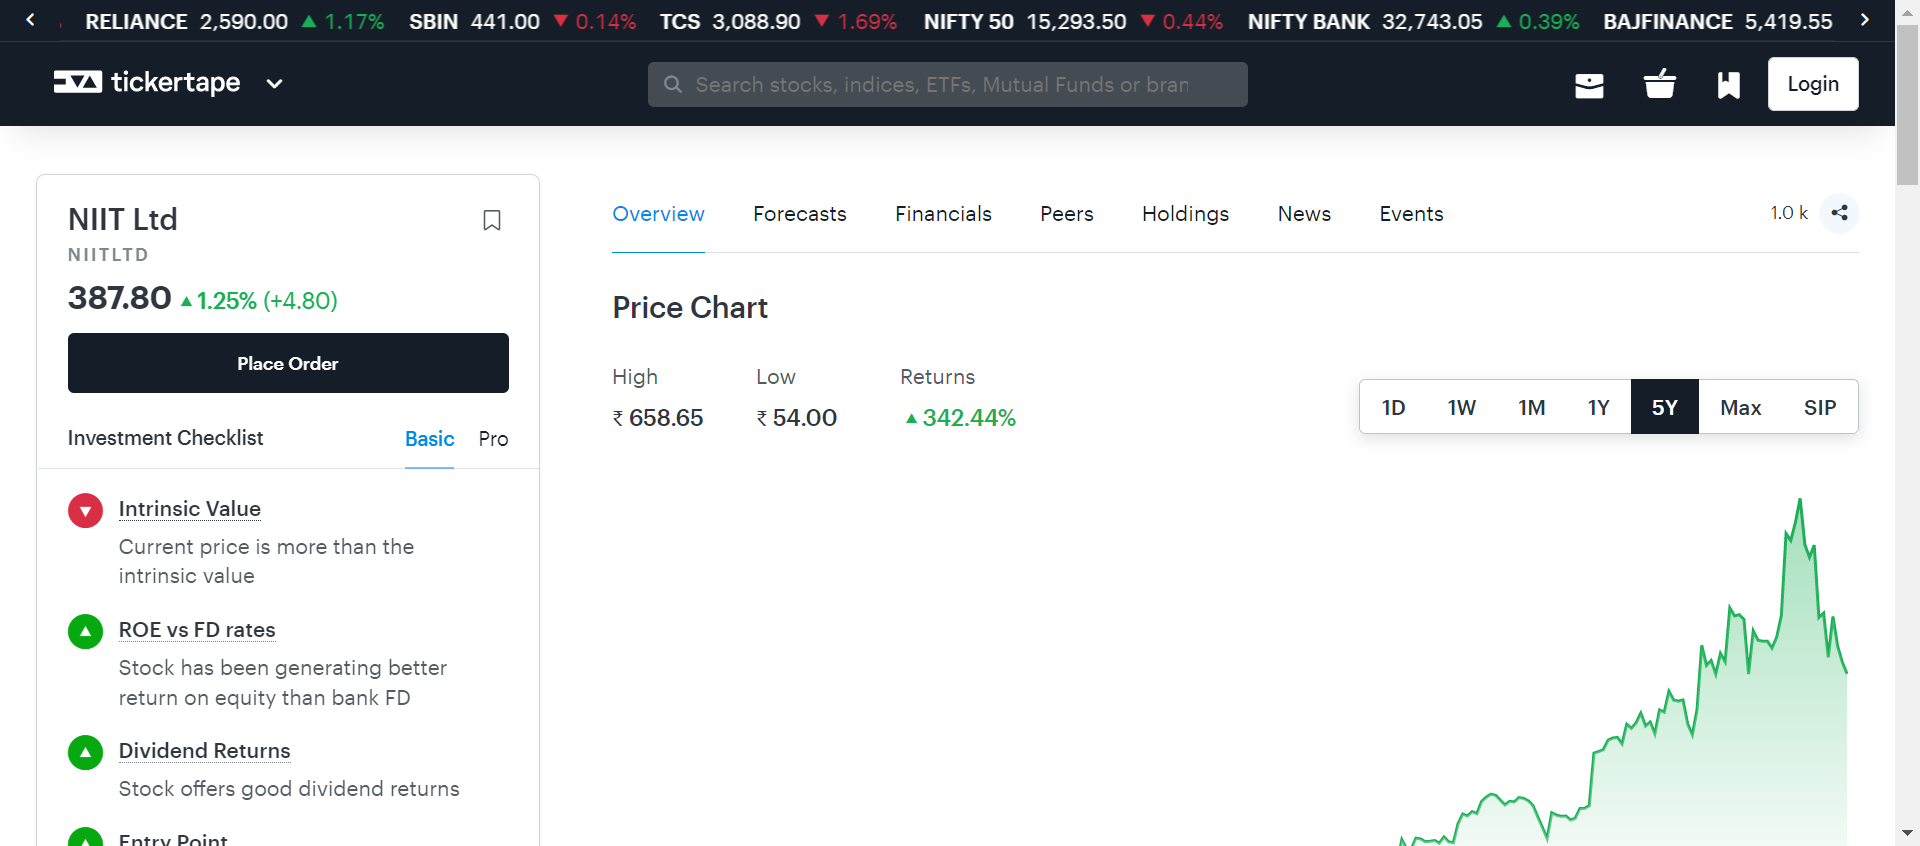 RELIANCE 2,590.00 ▲ 1.17% SBIN 441.00 ▼ 0.14% TCS 3,088.90 ▼ 1.69% NIFTY 50 15,293.50 ▼ 0.44% NIFTY BANK 32,743.05 ▲ 0.39% BAJFINANCE 5,419.55
tickertape
Search stocks, indices, ETFs, Mutual Funds or bran
Login
NIIT Ltd
NIITLTD
387.80 ▲ 1.25% (+4.80)
Place Order
Investment Checklist Basic Pro
Intrinsic Value
Current price is more than the
intrinsic value
ROE vs FD rates
Stock has been generating better
return on equity than bank FD
Dividend Returns
Stock offers good dividend returns
Entry Point
Overview Forecasts Financials Peers Holdings News Events 1.0 k
Price Chart
High Low Returns
₹ 658.65 ₹ 54.00 ▲ 342.44%
1D 1W 1M 1Y 5Y Max SIP